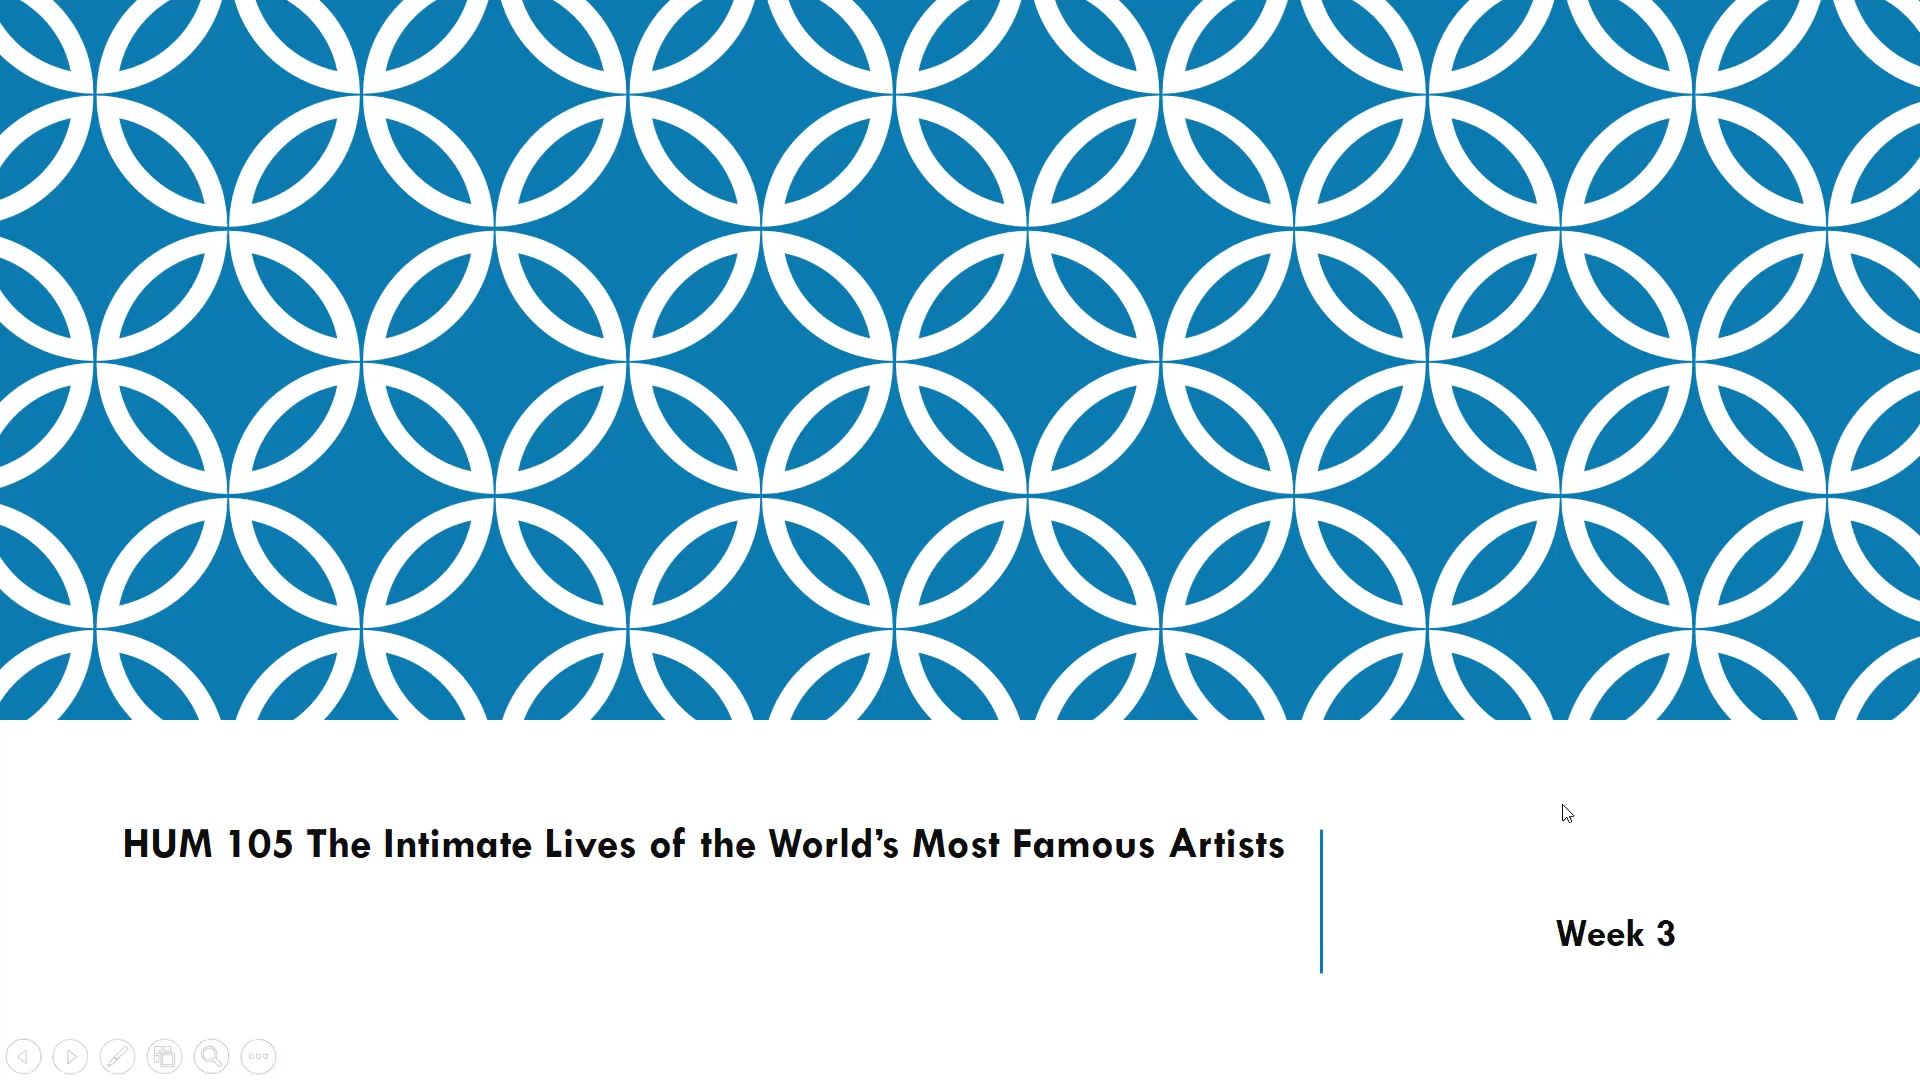 HUM 105 The Intimate Lives of the World’s Most Famous Artists
Week 3